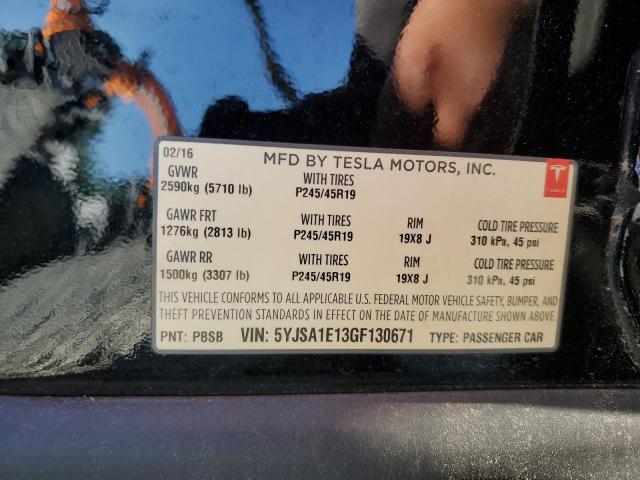 02/16 MFD BY TESLA MOTORS, INC.
GVWR WITH TIRES
2590kg (5710 lb) P245/45R19
TESLA
GAWR FRT WITH TIRES RIM COLD TIRE PRESSURE
1276kg (2813 lb) P245/45R19 19X8 J 310 kPa, 45 psi
GAWR RR WITH TIRES RIM COLD TIRE PRESSURE
1500kg (3307 lb) P245/45R19 19X8 J 310 kPa, 45 psi
THIS VEHICLE CONFORMS TO ALL APPLICABLE U.S. FEDERAL MOTOR VEHICLE SAFETY, BUMPER, AND
THEFT PREVENTION STANDARDS IN EFFECT ON THE DATE OF MANUFACTURE SHOWN ABOVE.
PNT: PBSB VIN: 5YJSA1E13GF130671 TYPE: PASSENGER CAR